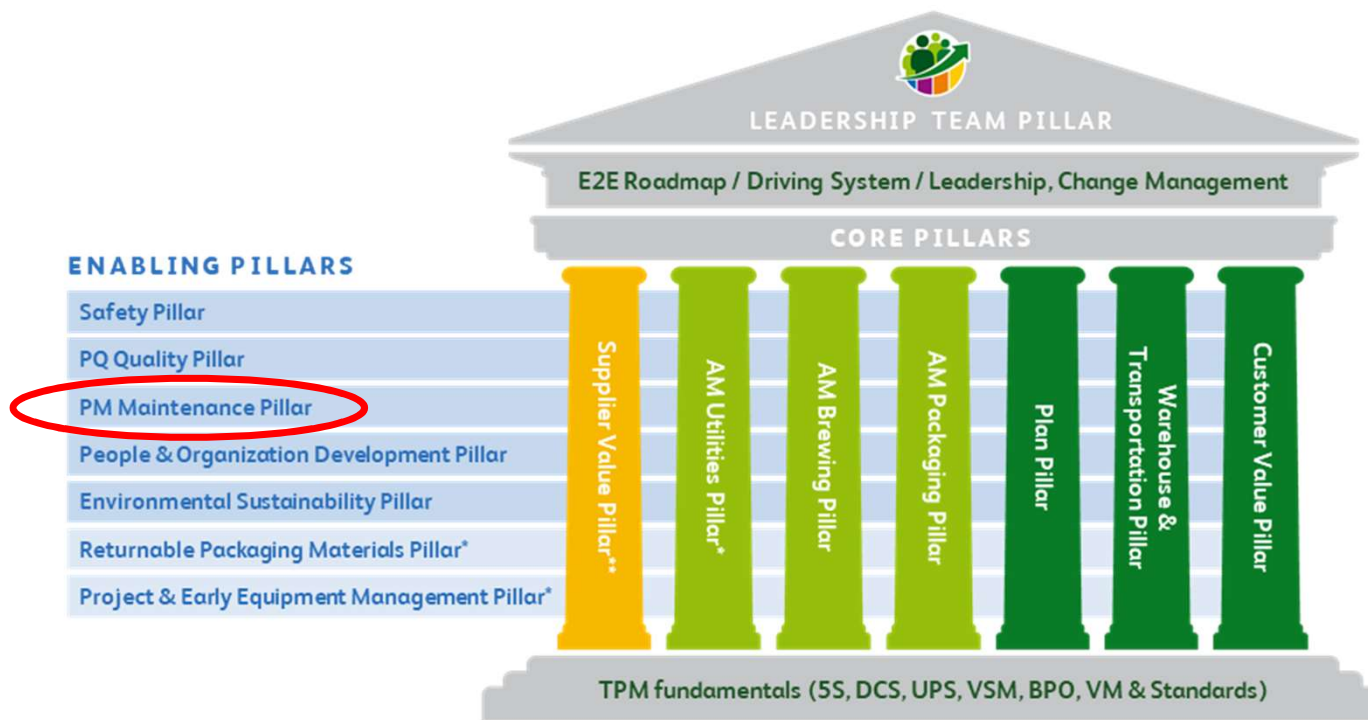 LEADERSHIP TEAM PILLAR
E2E Roadmap / Driving System / Leadership, Change Management
CORE PILLARS
ENABLING PILLARS
Safety Pillar
PQ Quality Pillar
PM Maintenance Pillar
People & Organization Development Pillar
Environmental Sustainability Pillar
Returnable Packaging Materials Pillar*
Project & Early Equipment Management Pillar*
Supplier Value Pillar**
AM Utilities Pillar*
AM Brewing Pillar
AM Packaging Pillar
Plan Pillar
Warehouse &
Transportation Pillar
Customer Value Pillar
TPM fundamentals (5S, DCS, UPS, VSM, BPO, VM & Standards)